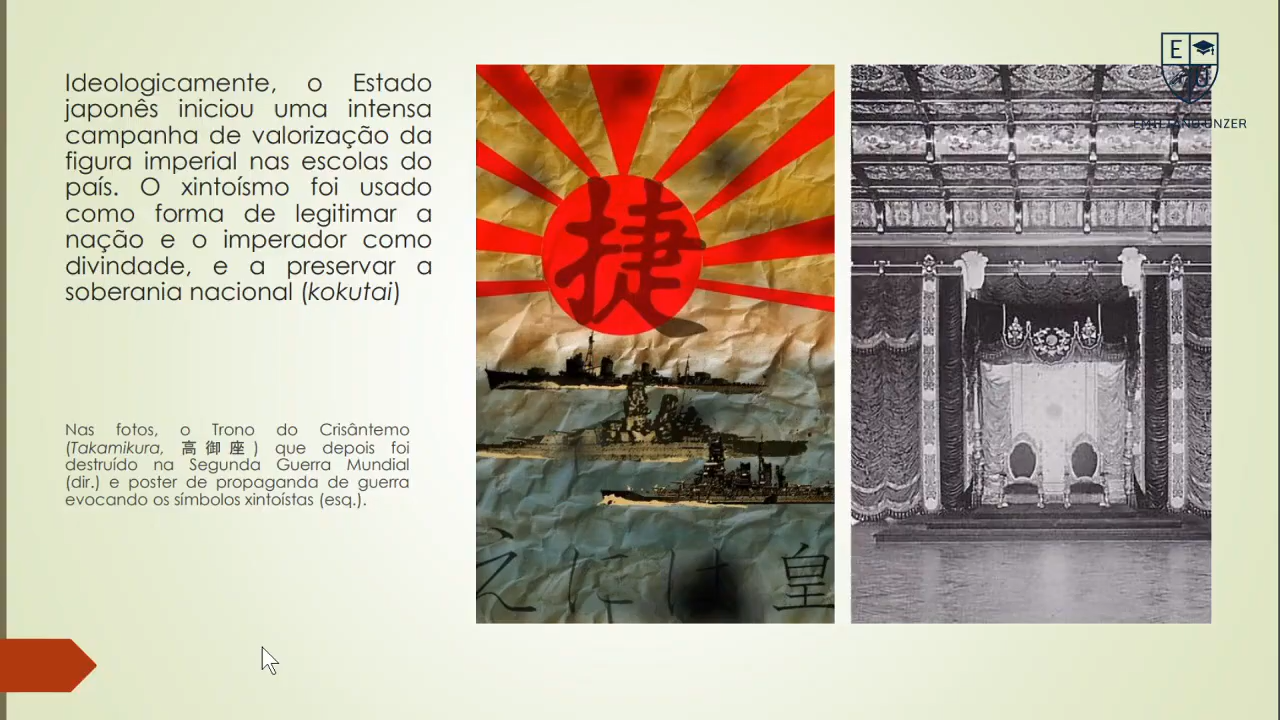 Ideologicamente, o Estado
japonês iniciou uma intensa
campanha de valorização da
figura imperial nas escolas do
país. O xintoísmo foi usado
como forma de legitimar a
nação e o imperador como
divindade, e a preservar a
soberania nacional (kokutai)
Nas fotos, o Trono do Crisântemo
(Takamikura, 高御座) que depois foi
destruído na Segunda Guerra Mundial
(dir.) e poster de propaganda de guerra
evocando os símbolos xintoístas (esq.).
捷
えには皇
E